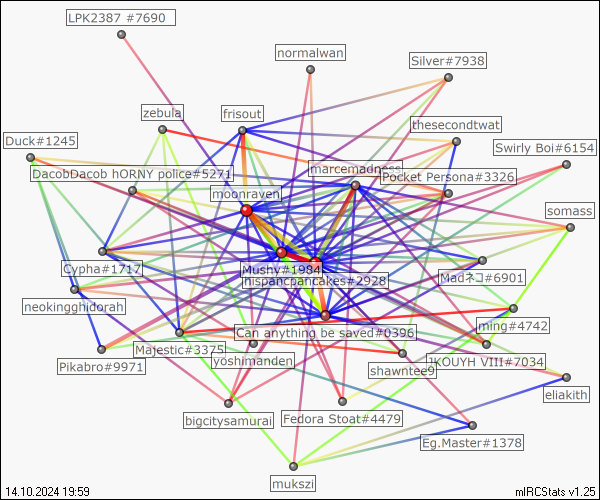 LPK2387 #7690
normalwan
Silver#7938
zebula
frisout
thesecondtwat
Duck#1245
Swirly Boi#6154
marcemadness
DacobDacob hORNY police#5271
Pocket Persona#3326
moonraven
somass
Cypha#1717
Mushy#1984
Madネコ#6901
hispancpancakes#2928
neokingghidorah
ming#4742
Can anything be saved#0396
Majestic#3375
yoshimanden
JKOUYH VIII#7034
Pikabro#9971
shawntee9
eliakith
bigcitysamurai
Fedora Stoat#4479
Eg.Master#1378
mukszi
14.10.2024 19:59
mIRCStats v1.25